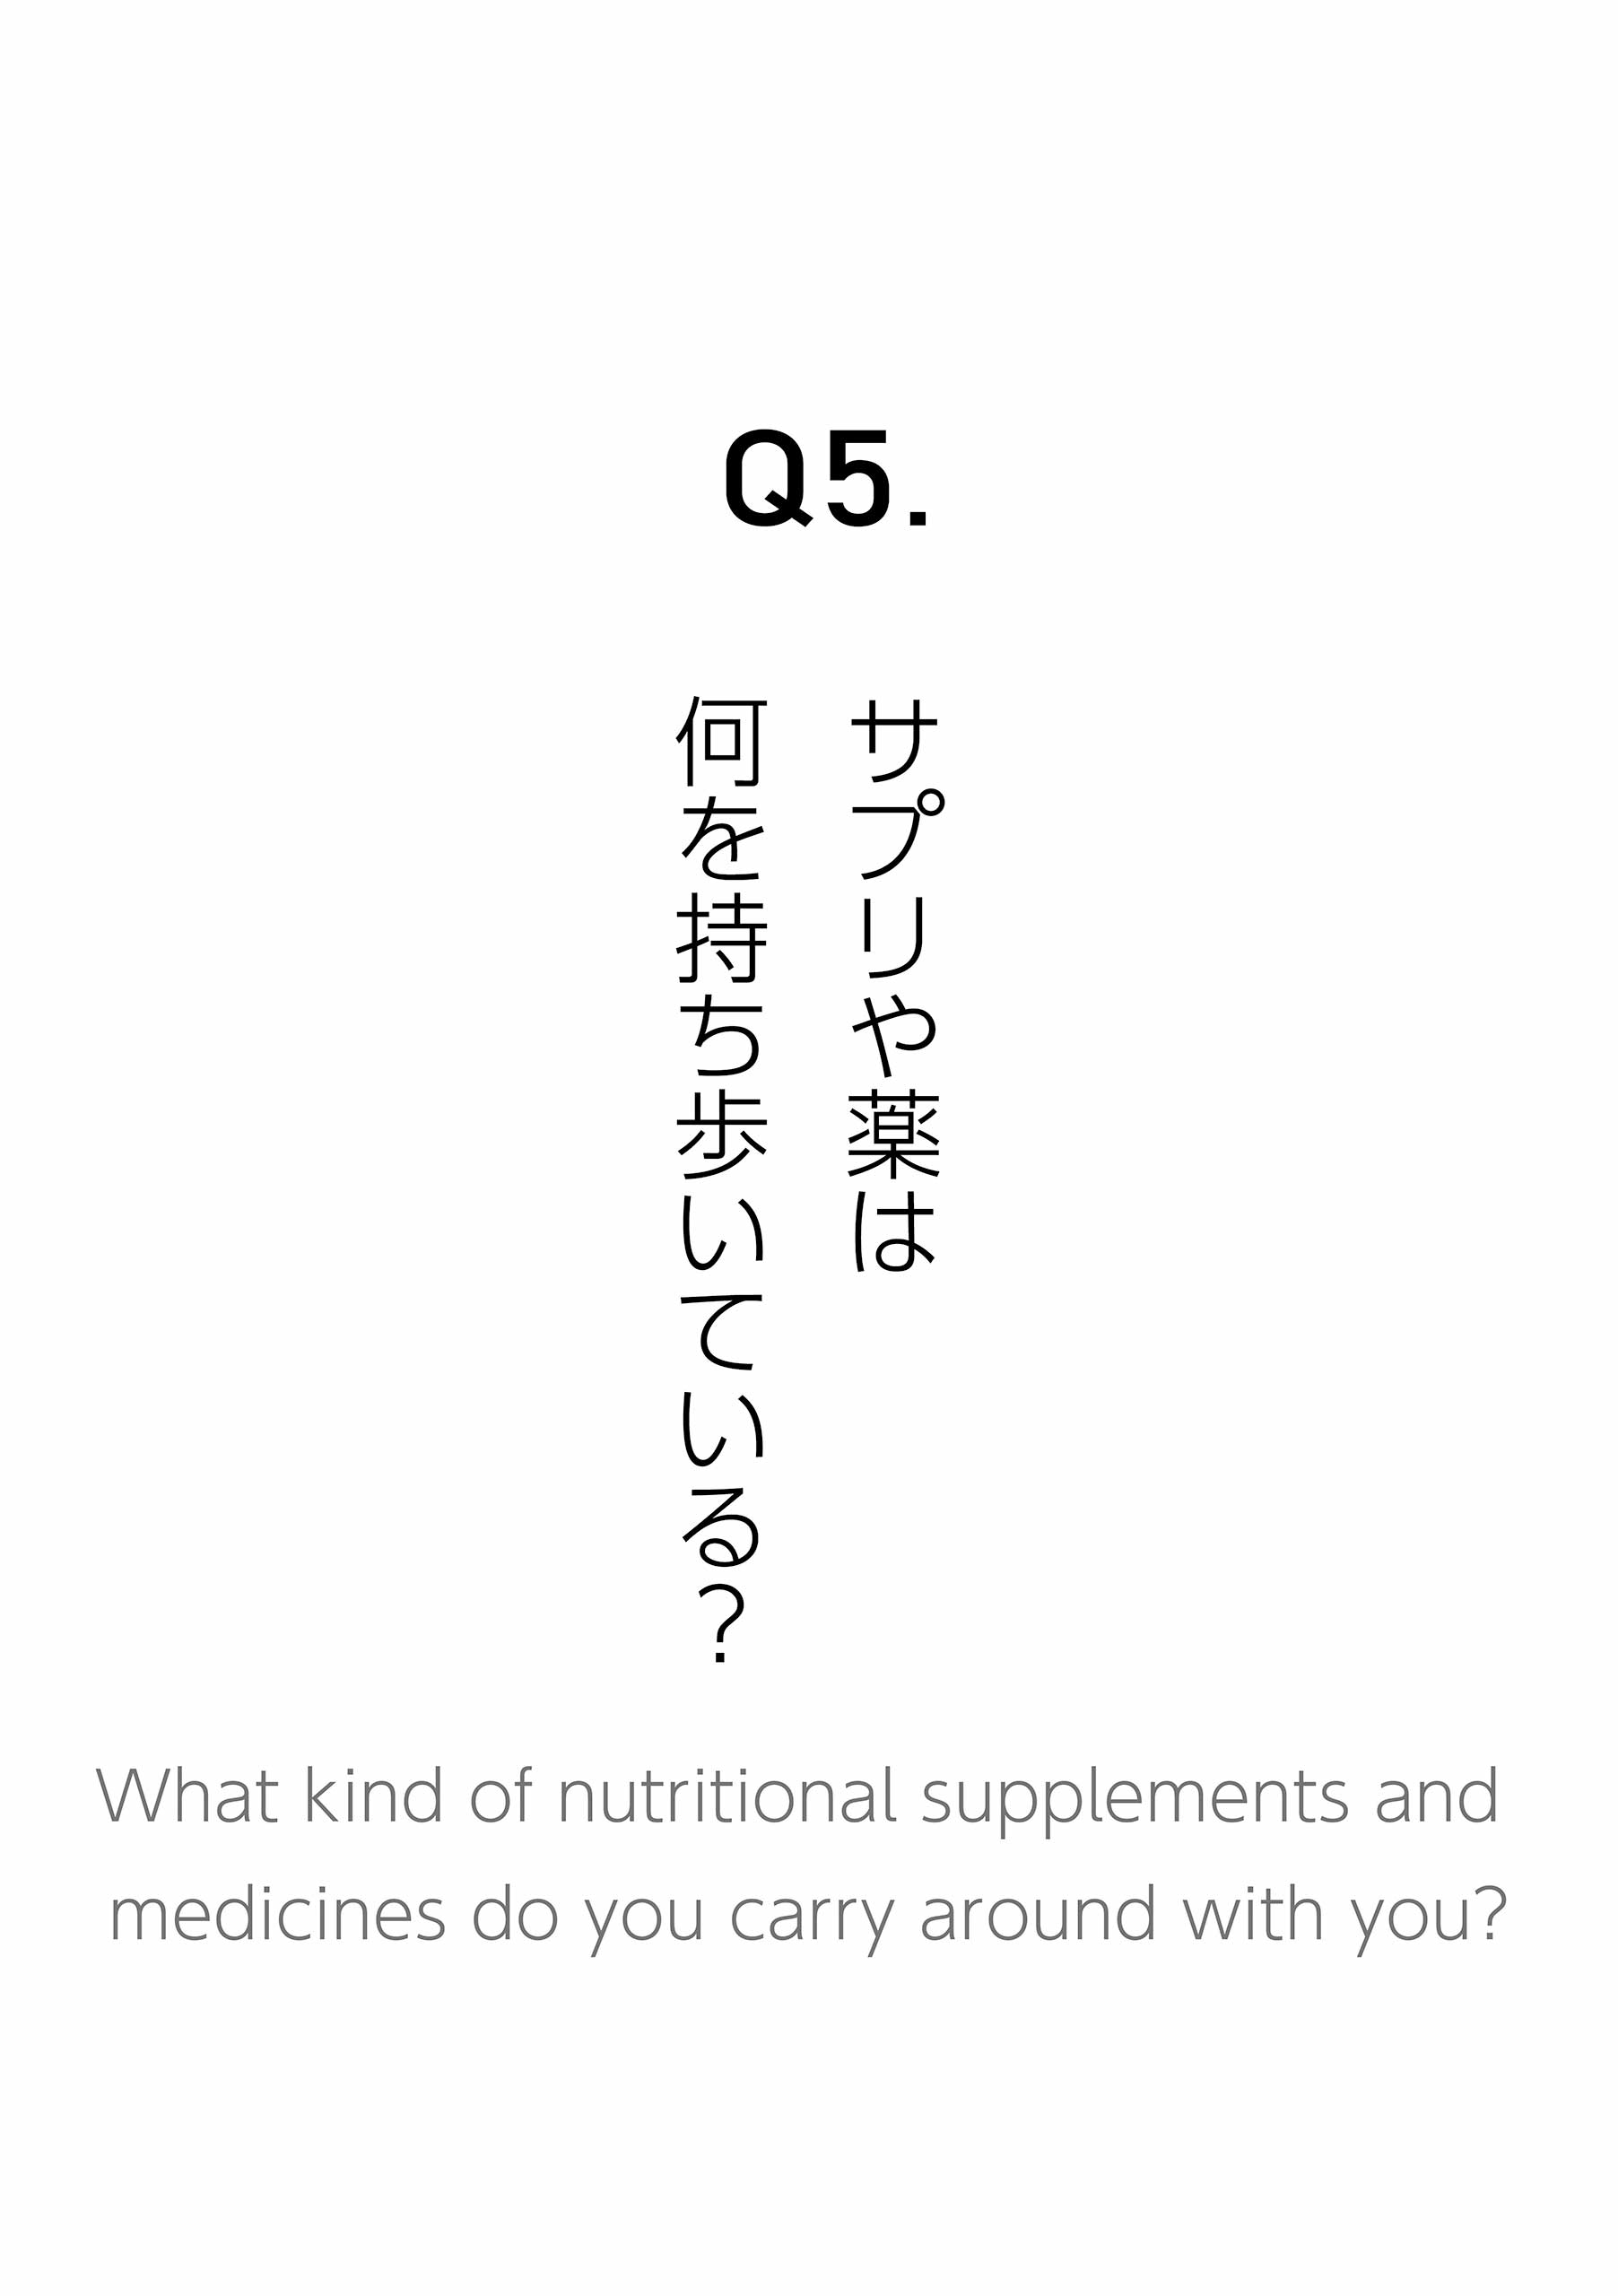 Q5.
サプリや薬は
何を持ち歩いている？
What kind of nutritional supplements and
medicines do you carry around with you?